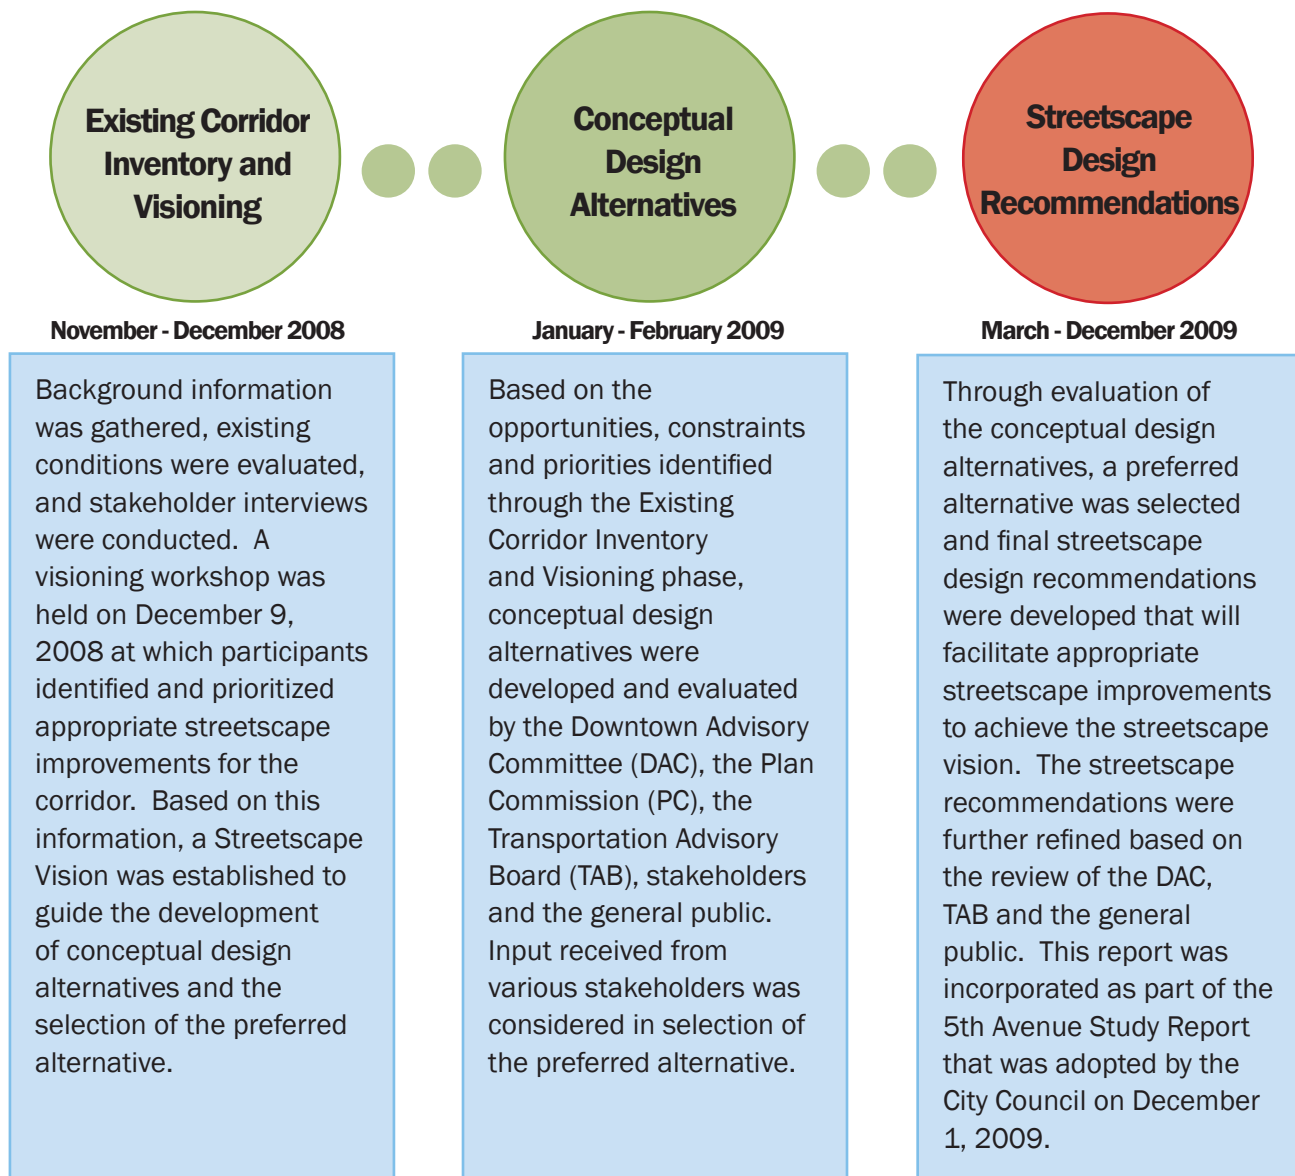 Existing Corridor
Inventory and
Visioning
November - December 2008
Background information
was gathered, existing
conditions were evaluated,
and stakeholder interviews
were conducted.  A
visioning workshop was
held on December 9,
2008 at which participants
identified and prioritized
appropriate streetscape
improvements for the
corridor.  Based on this
information, a Streetscape
Vision was established to
guide the development
of conceptual design
alternatives and the
selection of the preferred
alternative.
Conceptual
Design
Alternatives
January - February 2009
Based on the
opportunities, constraints
and priorities identified
through the Existing
Corridor Inventory
and Visioning phase,
conceptual design
alternatives were
developed and evaluated
by the Downtown Advisory
Committee (DAC), the Plan
Commission (PC), the
Transportation Advisory
Board (TAB), stakeholders
and the general public.
Input received from
various stakeholders was
considered in selection of
the preferred alternative.
Streetscape
Design
Recommendations
March - December 2009
Through evaluation of
the conceptual design
alternatives, a preferred
alternative was selected
and final streetscape
design recommendations
were developed that will
facilitate appropriate
streetscape improvements
to achieve the streetscape
vision.  The streetscape
recommendations were
further refined based on
the review of the DAC,
TAB and the general
public.  This report was
incorporated as part of the
5th Avenue Study Report
that was adopted by the
City Council on December
1, 2009.